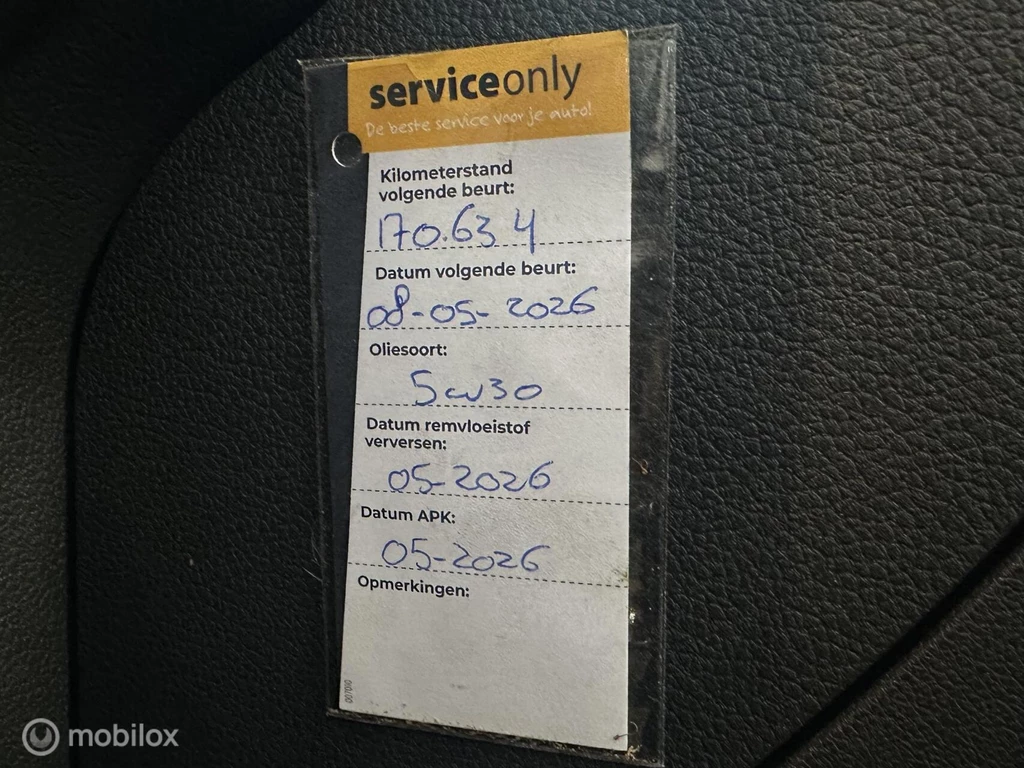 serviceonly
De beste service voor je auto!
Kilometerstand
volgende beurt:
170.634
Datum volgende beurt:
08-05-2026
Oliesoort:
5w30
Datum remvloeistof
verversen:
05-2026
Datum APK:
05-2026
Opmerkingen:
007010
mobilox